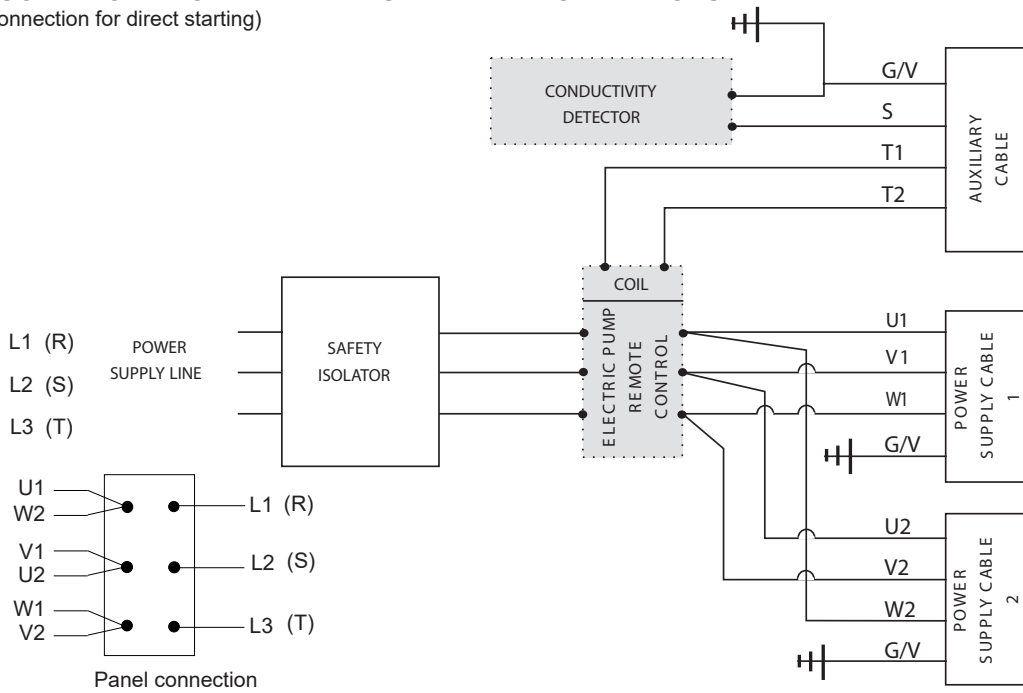 onnection for direct starting)
CONDUCTIVITY
DETECTOR
G/V
S
T1
T2
AUXILIARY
CABLE
L1 (R)
L2 (S)
L3 (T)
POWER
SUPPLY LINE
SAFETY
ISOLATOR
COIL
ELECTRIC PUMP
REMOTE
CONTROL
U1
V1
W1
G/V
POWER
SUPPLY CABLE
1
U2
V2
W2
G/V
POWER
SUPPLY CABLE
2
U1
W2
V1
U2
W1
V2
L1 (R)
L2 (S)
L3 (T)
Panel connection